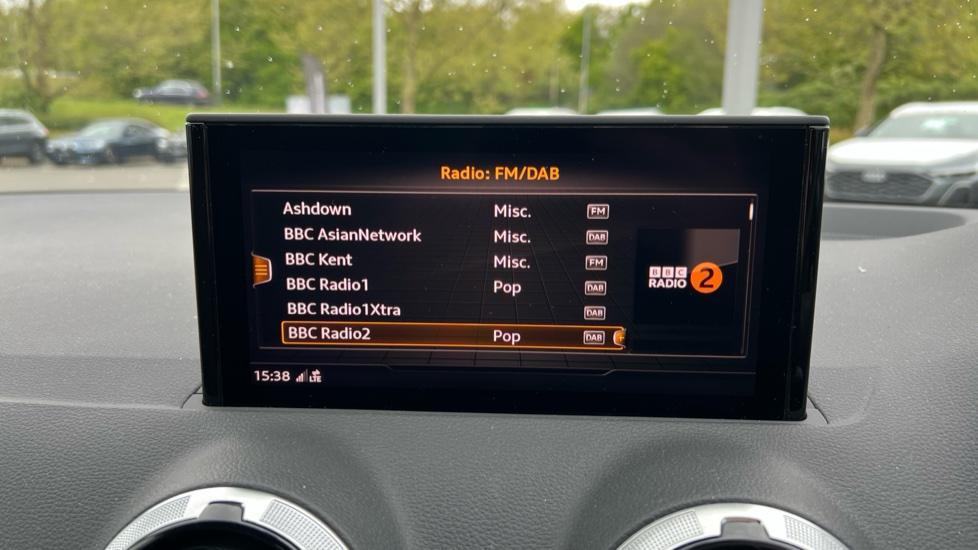 Radio: FM/DAB
Ashdown Misc. FM
BBC AsianNetwork Misc. DAB
BBC Kent Misc. FM
BBC Radio1 Pop DAB
BBC Radio1Xtra DAB
BBC Radio2 Pop DAB
BBC
RADIO 2
15:38 LTE